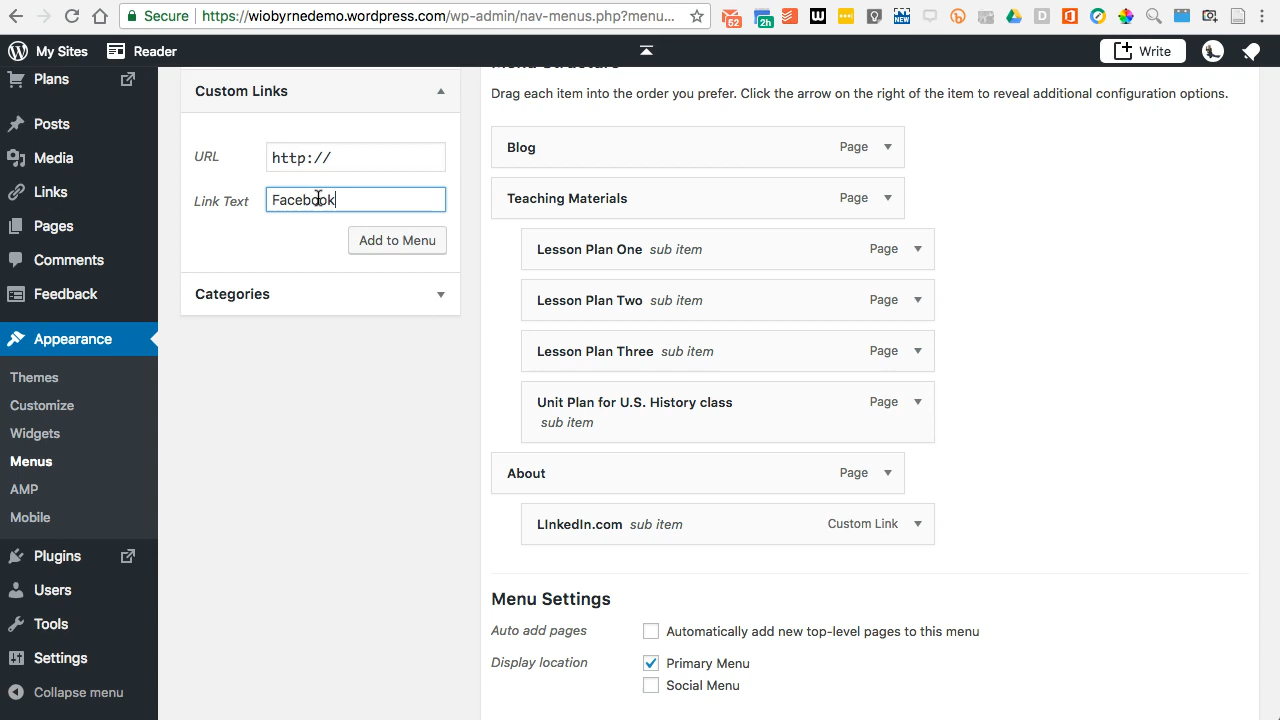 Secure https://wiobyrnedemo.wordpress.com/wp-admin/nav-menus.php?menu...
52
2h
W
NEW
D
My Sites
Reader
Write
Plans
Posts
Media
Links
Pages
Comments
Feedback
Appearance
Themes
Customize
Widgets
Menus
AMP
Mobile
Plugins
Users
Tools
Settings
Collapse menu
Custom Links
URL http://
Link Text Facebook
Add to Menu
Categories
Menu Structure
Drag each item into the order you prefer. Click the arrow on the right of the item to reveal additional configuration options.
Blog Page
Teaching Materials Page
Lesson Plan One sub item Page
Lesson Plan Two sub item Page
Lesson Plan Three sub item Page
Unit Plan for U.S. History class Page
sub item
About Page
LInkedIn.com sub item Custom Link
Menu Settings
Auto add pages Automatically add new top-level pages to this menu
Display location Primary Menu
Social Menu